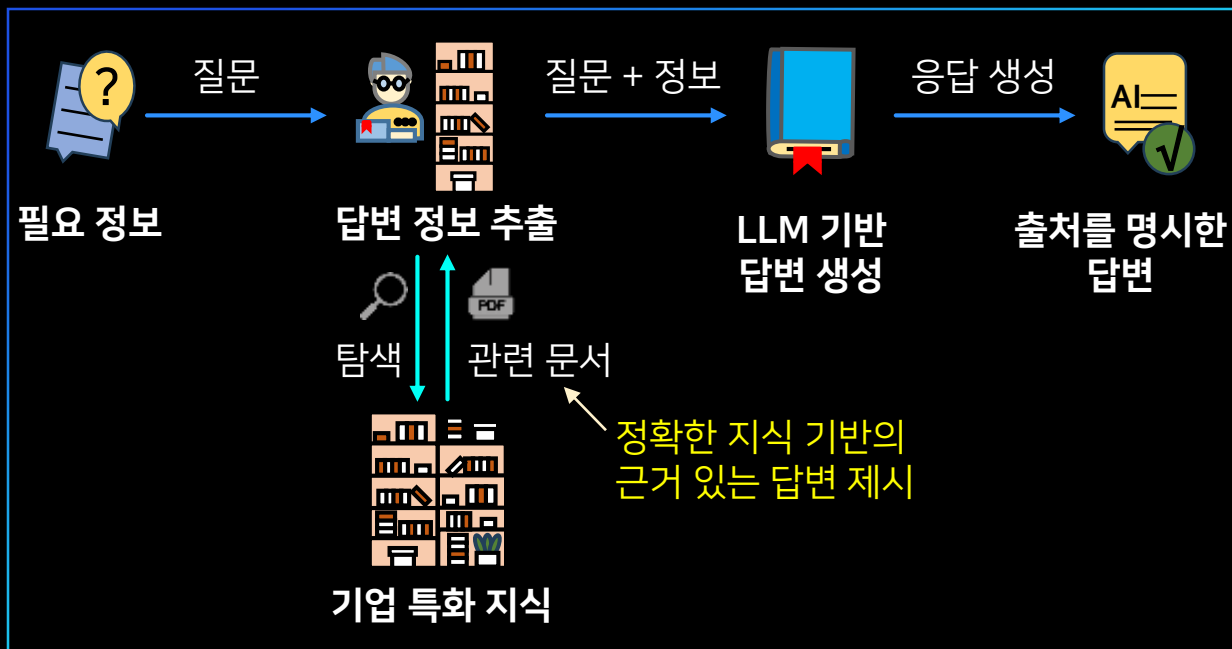 ?
질문
질문 + 정보
응답 생성
AI
필요 정보
답변 정보 추출
LLM 기반
답변 생성
출처를 명시한
답변
PDF
탐색
관련 문서
정확한 지식 기반의
근거 있는 답변 제시
기업 특화 지식